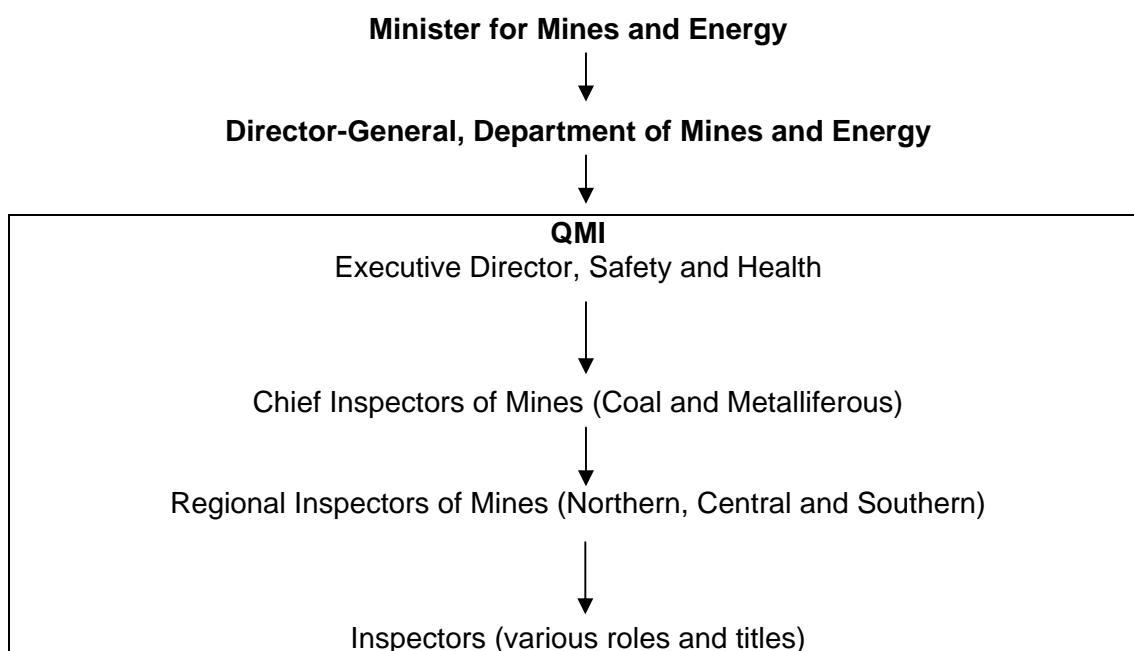 Minister for Mines and Energy
Director-General, Department of Mines and Energy
QMI
Executive Director, Safety and Health
Chief Inspectors of Mines (Coal and Metalliferous)
Regional Inspectors of Mines (Northern, Central and Southern)
Inspectors (various roles and titles)